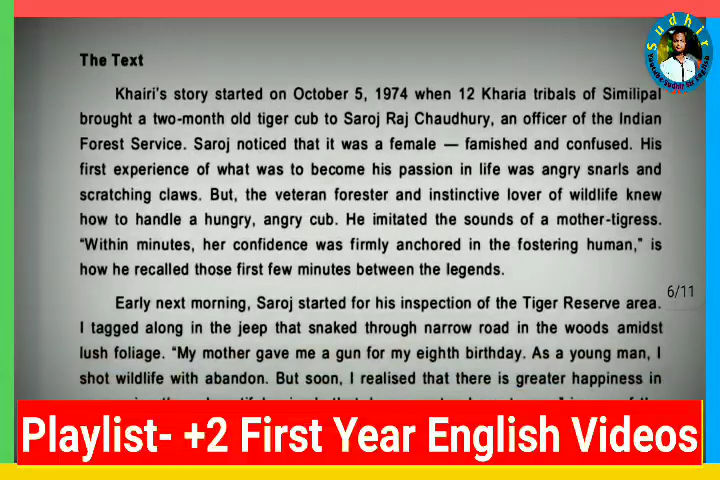 Sudhir
Youtube Sudhir Sir English
The Text
Khairi's story started on October 5, 1974 when 12 Kharia tribals of Similipal
brought a two-month old tiger cub to Saroj Raj Chaudhury, an officer of the Indian
Forest Service. Saroj noticed that it was a female — famished and confused. His
first experience of what was to become his passion in life was angry snarls and
scratching claws. But, the veteran forester and instinctive lover of wildlife knew
how to handle a hungry, angry cub. He imitated the sounds of a mother-tigress.
“Within minutes, her confidence was firmly anchored in the fostering human,” is
how he recalled those first few minutes between the legends.
6/11
Early next morning, Saroj started for his inspection of the Tiger Reserve area.
I tagged along in the jeep that snaked through narrow road in the woods amidst
lush foliage. “My mother gave me a gun for my eighth birthday. As a young man, I
shot wildlife with abandon. But soon, I realised that there is greater happiness in
Playlist- +2 First Year English Videos